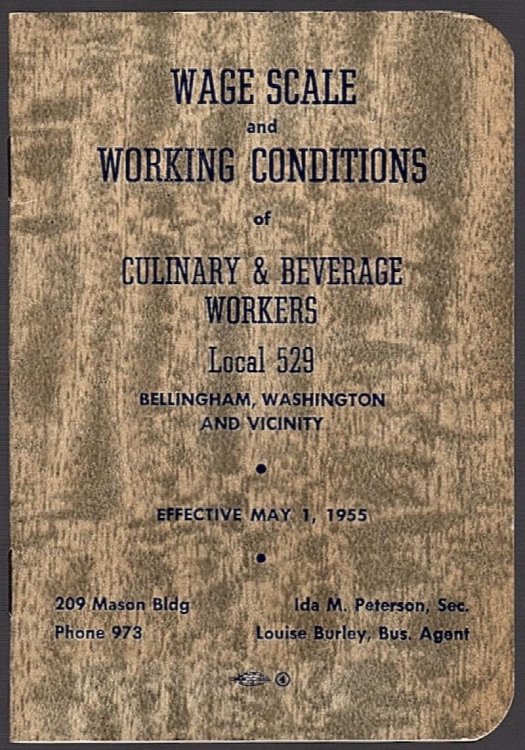 WAGE SCALE
and
WORKING CONDITIONS
of
CULINARY & BEVERAGE
WORKERS
Local 529
BELLINGHAM, WASHINGTON
AND VICINITY
EFFECTIVE MAY 1, 1955
209 Mason Bldg
Phone 973
Ida M. Peterson, Sec.
Louise Burley, Bus. Agent
4